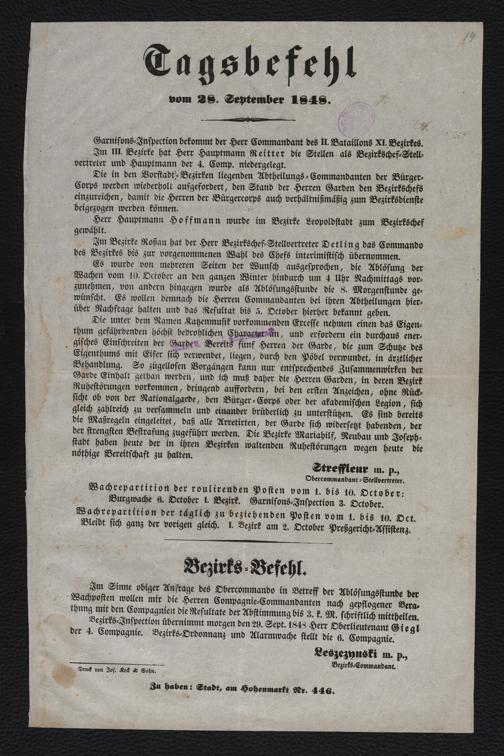 14
Tagsbefehl
vom 28. September 1848.
Garnisons-Inspection bekommt der Herr Commandant des II. Bataillons XI. Bezirkes.
Im III. Bezirke hat Herr Hauptmann Reitter die Stellen als Bezirkschef-Stell-
vertreter und Hauptmann der 4. Comp. niedergelegt.
Die in den Vorstadt-Bezirken liegenden Abtheilungs-Commandanten der Bürger-
Corps werden wiederholt aufgefordert, den Stand der Herren Garden den Bezirkschefs
einzureichen, damit die Herren der Bürgercorps auch verhältnißmäßig zum Bezirksdienste
beigezogen werden können.
Herr Hauptmann Hoffmann wurde im Bezirke Leopoldstadt zum Bezirkschef
gewählt.
Im Bezirke Roßau hat der Herr Bezirkschef-Stellvertreter Detling das Commando
des Bezirkes bis zur vorgenommenen Wahl des Chefs interimistisch übernommen.
Es wurde von mehreren Seiten der Wunsch ausgesprochen, die Ablösung der
Wachen vom 10. October an den ganzen Winter hindurch um 4 Uhr Nachmittags vor-
zunehmen, von andern hingegen wurde als Ablösungsstunde die 8. Morgenstunde ge-
wünscht. Es wollen demnach die Herren Commandanten bei ihren Abtheilungen hier-
über Nachfrage halten und das Resultat bis 5. October hierher bekannt geben.
Die unter dem Namen Katzenmusik vorkommenden Excesse nehmen einen das Eigen-
thum gefährdenden höchst bedrohlichen Character an, und erfordern ein durchaus ener-
gisches Einschreiten der Garden. Bereits fünf Herren der Garde, die zum Schutze des
Eigenthums mit Eifer sich verwendet, liegen, durch den Pöbel verwundet, in ärztlicher
Behandlung. So zügellosen Vorgängen kann nur entsprechendes Zusammenwirken der
Garde Einhalt gethan werden, und ich muß daher die Herren Garden, in deren Bezirk
Ruhestörungen vorkommen, dringend auffordern, bei den ersten Anzeichen, ohne Rück-
sicht ob von der Nationalgarde, den Bürger-Corps oder der akademischen Legion, sich
gleich zahlreich zu versammeln und einander brüderlich zu unterstützen. Es sind bereits
die Maßregeln eingeleitet, daß alle Arretirten, der Garde sich widersetzt habenden, der
der strengsten Bestrafung zugeführt werden. Die Bezirke Mariahilf, Neubau und Joseph-
stadt haben heute der in ihren Bezirken waltenden Ruhestörungen wegen heute die
nöthige Bereitschaft zu halten.
Streffleur m. p.,
Obercommandant-Stellvertreter.
Wachrepartition der roulirenden Posten vom 1. bis 10. October:
Burgwache 6. October I. Bezirk. Garnisons-Inspection 3. October.
Wachrepartition der täglich zu beziehenden Posten vom 1. bis 10. Oct.
Bleibt sich ganz der vorigen gleich. I. Bezirk am 2. October Preßgericht-Assistenz.
Bezirks-Befehl.
Im Sinne obiger Anfrage des Obercommando in Betreff der Ablösungsstunde der
Wachposten wollen mir die Herren Compagnie-Commandanten nach gepflogener Bera-
thung mit den Compagnien die Resultate der Abstimmung bis 3. k. M. schriftlich mittheilen.
Bezirks-Inspection übernimmt morgen den 29. Sept. 1848 Herr Oberlieutenant Giegl
der 4. Compagnie. Bezirks-Ordonnanz und Alarmwache stellt die 6. Compagnie.
Leszczynski m. p.,
Bezirks-Commandant.
Druck von Jos. Keck & Sohn.
Zu haben: Stadt, am Hohenmarkt Nr. 446.